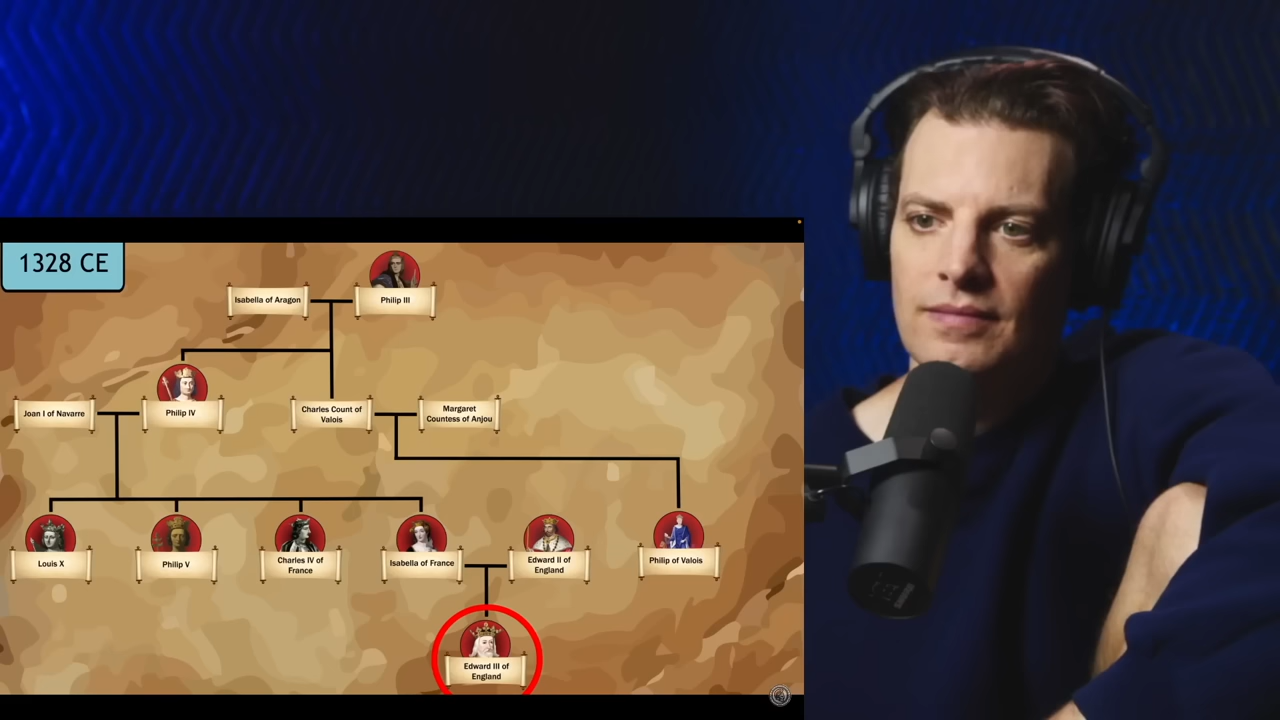 1328 CE
Isabella of Aragon
Philip III
Joan I of Navarre
Philip IV
Charles Count of
Valois
Margaret
Countess of Anjou
Louis X
Philip V
Charles IV of
France
Isabella of France
Edward II of
England
Philip of Valois
Edward III of
England